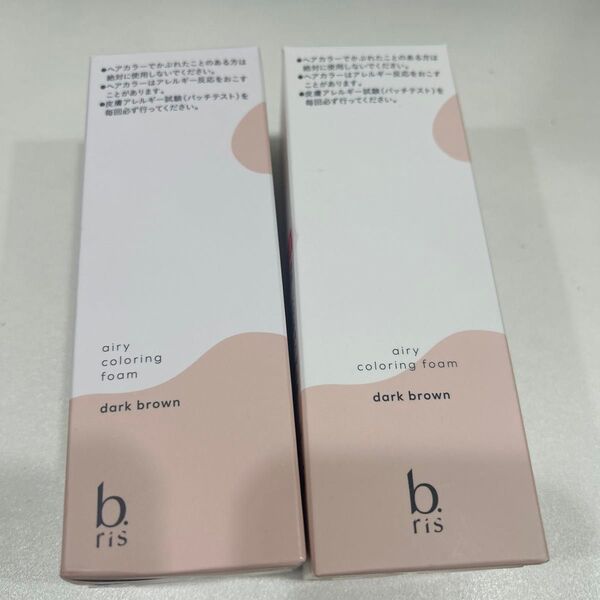 ●ヘアカラーでかぶれたことのある方は
絶対に使用しないでください。
●ヘアカラーはアレルギー反応をおこす
ことがあります。
●皮膚アレルギー試験(パッチテスト)を
毎回必ず行ってください。
airy
coloring
foam
dark brown
b.
ris
●ヘアカラーでかぶれたことのある方は
絶対に使用しないでください。
●ヘアカラーはアレルギー反応をおこす
ことがあります。
●皮膚アレルギー試験(パッチテスト)を
毎回必ず行ってください。
airy
coloring foam
dark brown
b.
ris